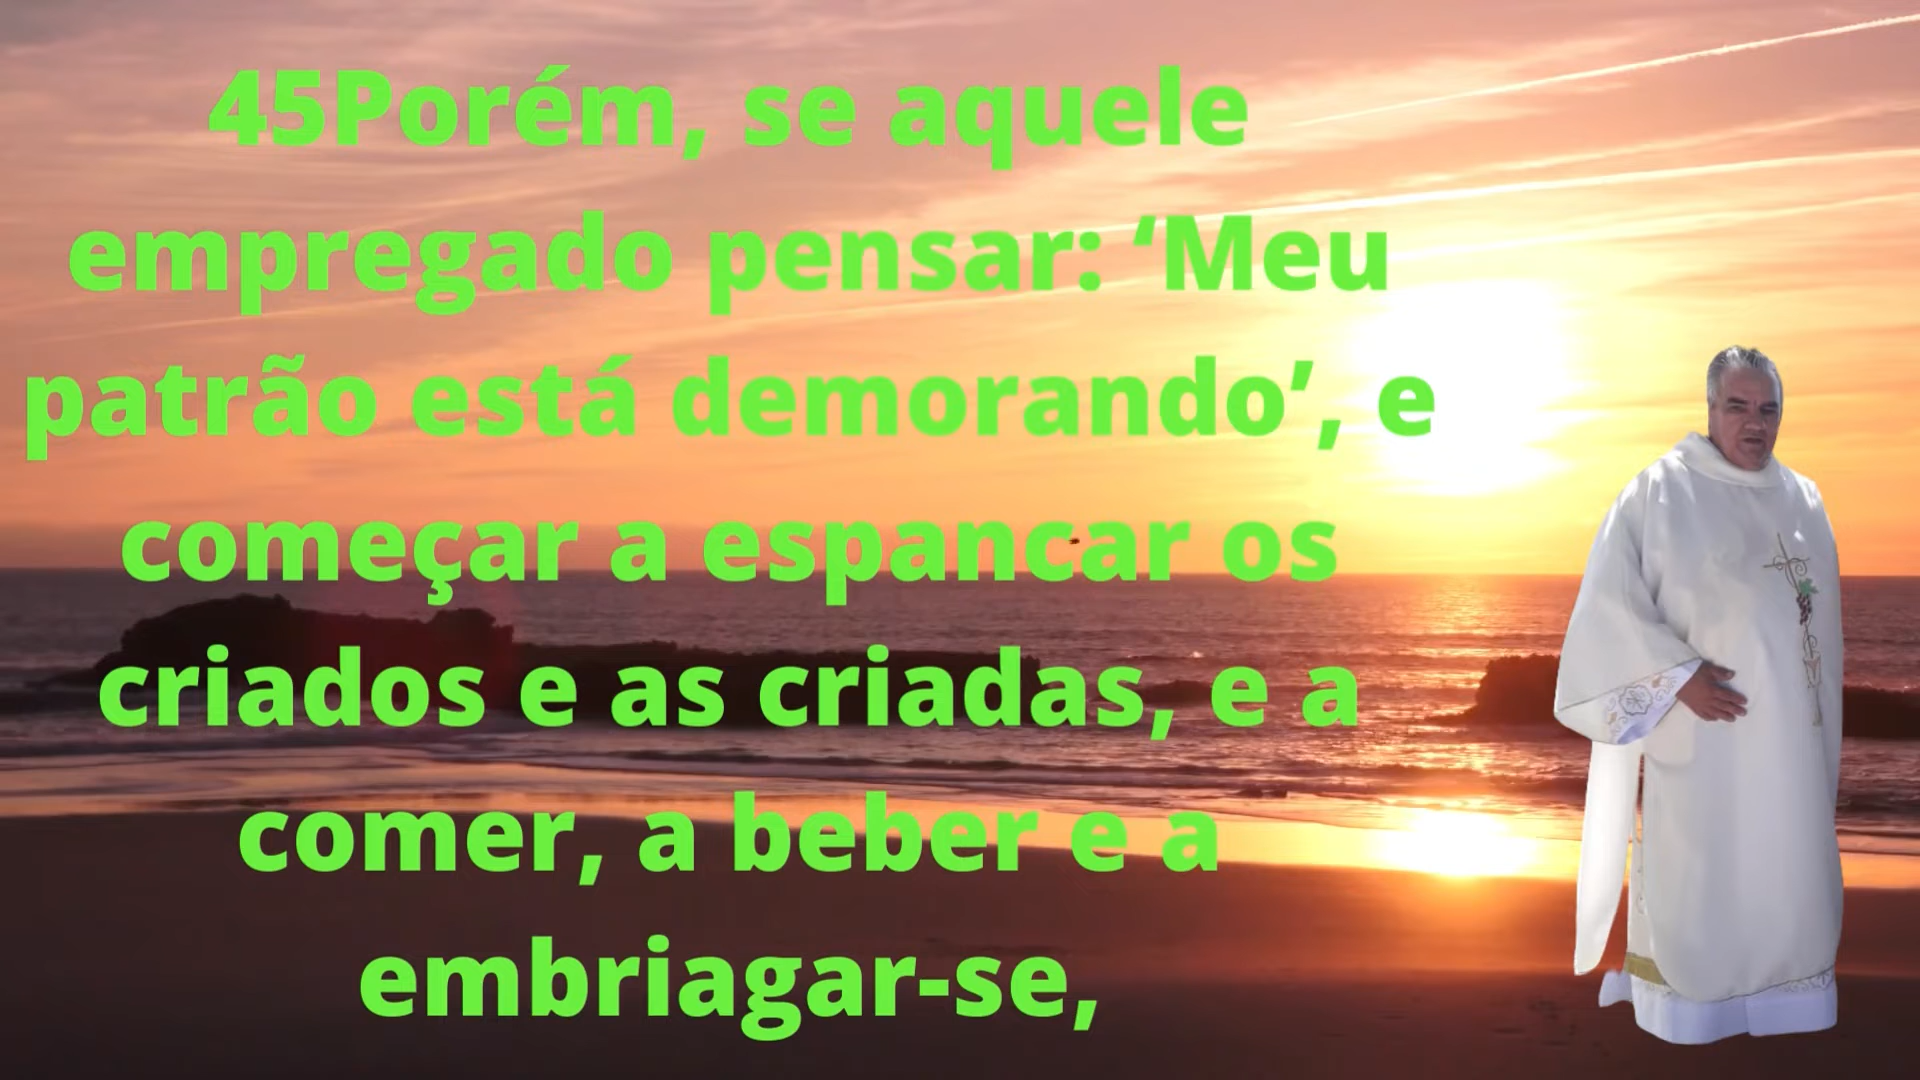 45Porém, se aquele
empregado pensar: ‘Meu
patrão está demorando’, e
começar a espancar os
criados e as criadas, e a
comer, a beber e a
embriagar-se,